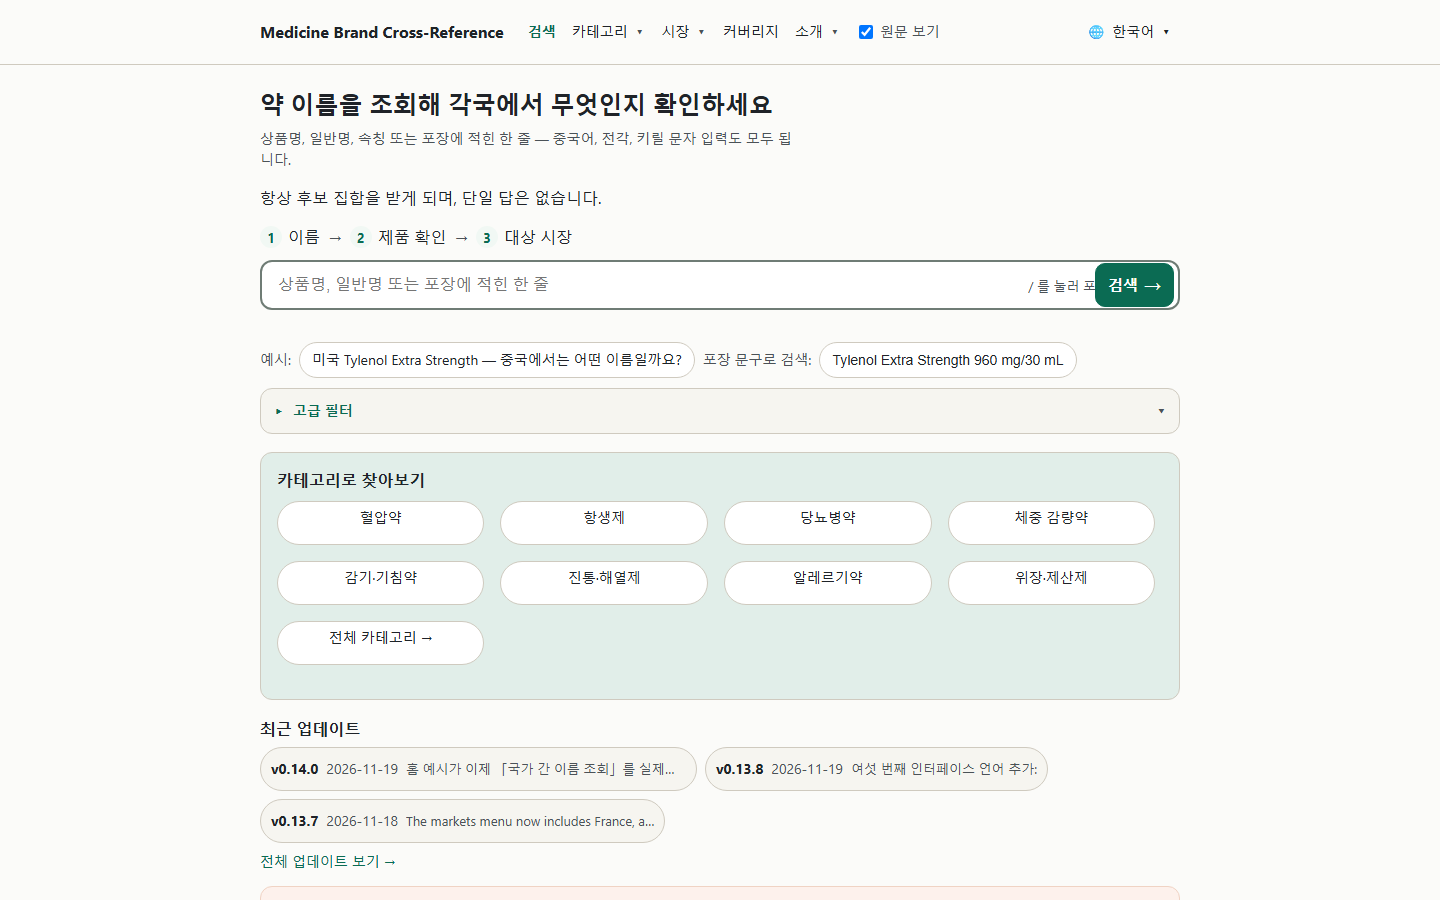 Medicine Brand Cross-Reference 검색 카테고리 ▾ 시장 ▾ 커버리지 소개 ▾ 원문 보기 한국어 ▾
약 이름을 조회해 각국에서 무엇인지 확인하세요
상품명, 일반명, 속칭 또는 포장에 적힌 한 줄 — 중국어, 전각, 키릴 문자 입력도 모두 됩
니다.
항상 후보 집합을 받게 되며, 단일 답은 없습니다.
1 이름 → 2 제품 확인 → 3 대상 시장
상품명, 일반명 또는 포장에 적힌 한 줄 / 를 눌러 포 검색 →
예시: 미국 Tylenol Extra Strength — 중국에서는 어떤 이름일까요? 포장 문구로 검색: Tylenol Extra Strength 960 mg/30 mL
▸ 고급 필터 ▾
카테고리로 찾아보기
혈압약 항생제 당뇨병약 체중 감량약
감기·기침약 진통·해열제 알레르기약 위장·제산제
전체 카테고리 →
최근 업데이트
v0.14.0 2026-11-19 홈 예시가 이제 「국가 간 이름 조회」를 실제... v0.13.8 2026-11-19 여섯 번째 인터페이스 언어 추가:
v0.13.7 2026-11-18 The markets menu now includes France, a...
전체 업데이트 보기 →